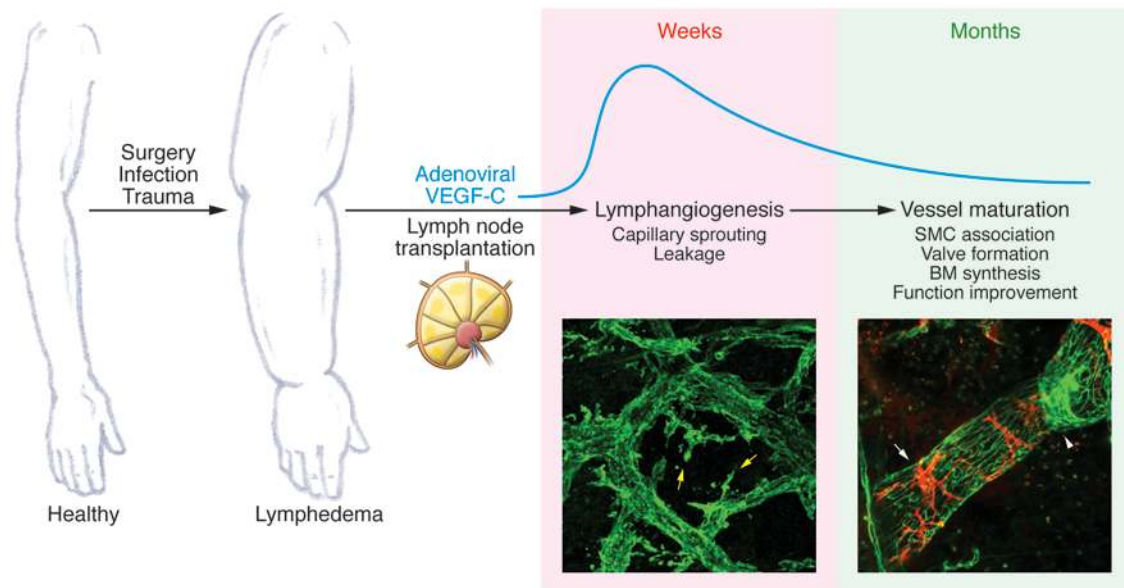 Weeks
Months
Surgery
Infection
Trauma
Adenoviral
VEGF-C
Lymph node
transplantation
Lymphangiogenesis
Capillary sprouting
Leakage
Vessel maturation
SMC association
Valve formation
BM synthesis
Function improvement
Healthy
Lymphedema